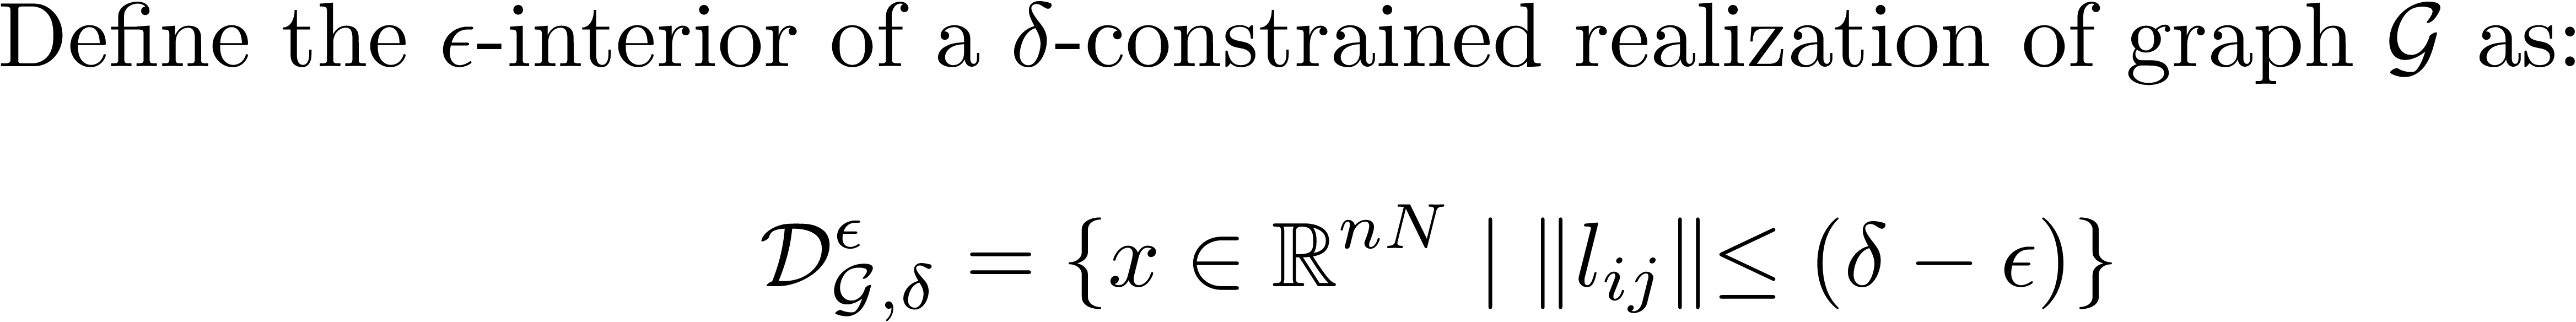 Define the ϵ-interior of a δ-constrained realization of graph 𝒢 as:
𝒟^ϵ_{𝒢,δ} = {x ∈ ℝ^{nN} | ‖l_{ij}‖≤ (δ − ϵ)}